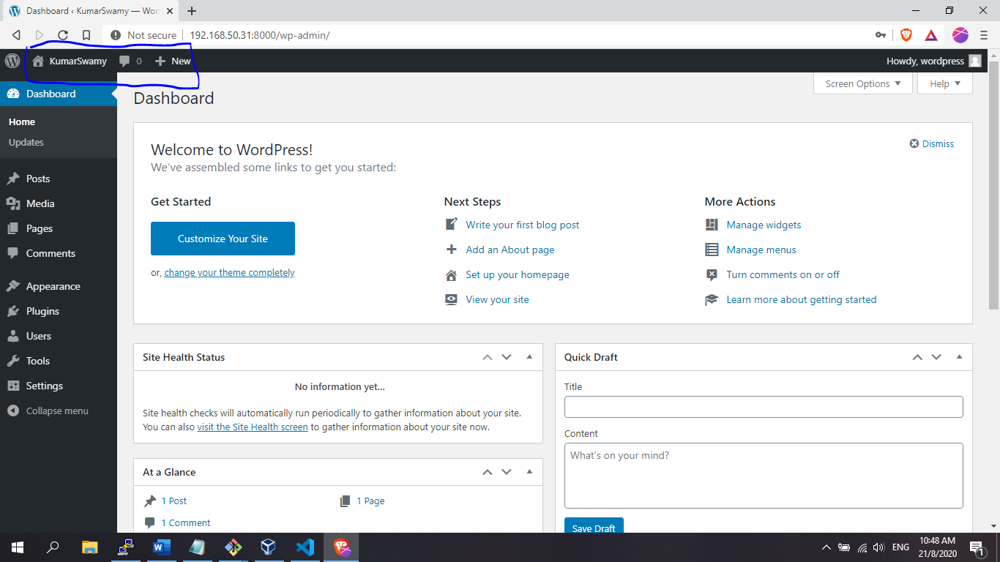 Dashboard ‹ KumarSwamy — Wor
Not secure 192.168.50.31:8000/wp-admin/
KumarSwamy 0 New Howdy, wordpress
Screen Options Help
Dashboard
Home
Updates
Posts
Media
Pages
Comments
Appearance
Plugins
Users
Tools
Settings
Collapse menu
Dashboard
Welcome to WordPress!
Dismiss
We've assembled some links to get you started:
Get Started
Customize Your Site
or, change your theme completely
Next Steps
Write your first blog post
Add an About page
Set up your homepage
View your site
More Actions
Manage widgets
Manage menus
Turn comments on or off
Learn more about getting started
Site Health Status
No information yet...
Site health checks will automatically run periodically to gather information about your site.
You can also visit the Site Health screen to gather information about your site now.
At a Glance
1 Post 1 Page
1 Comment
Quick Draft
Title
Content
What's on your mind?
Save Draft
ENG
10:48 AM
21/8/2020
1